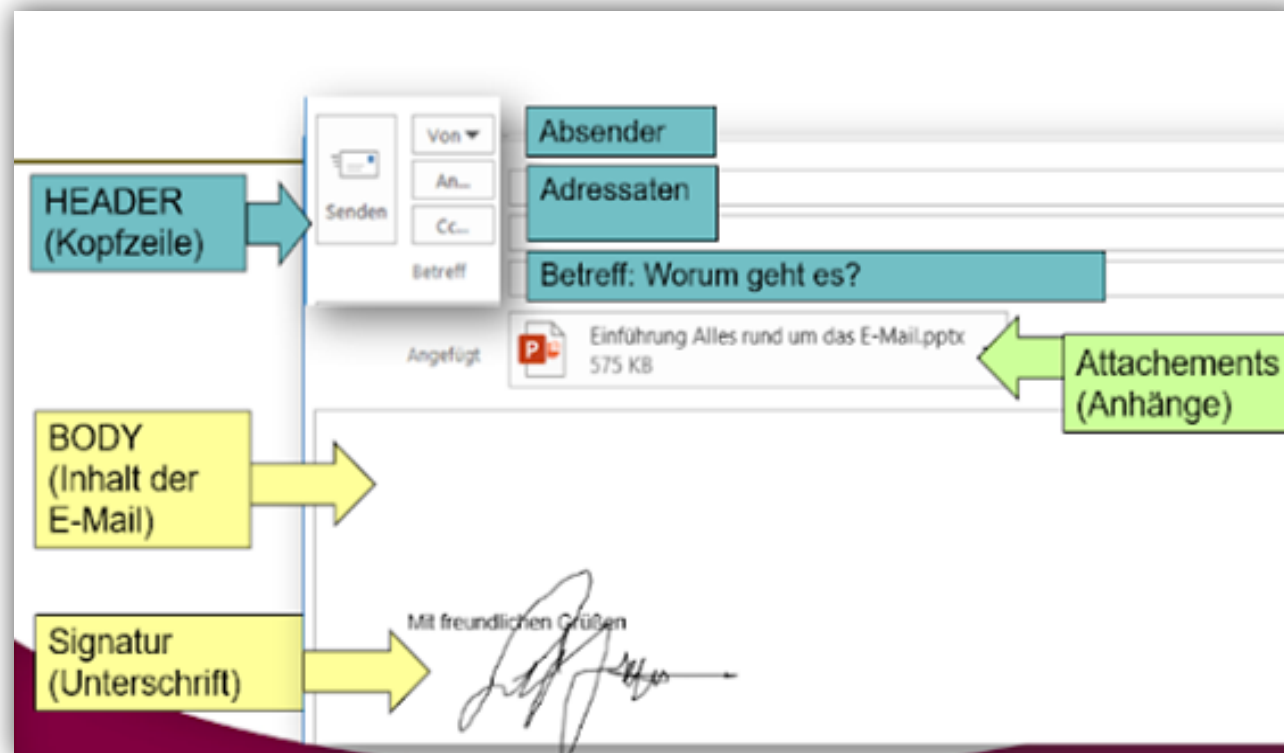 Von
Absender
An...
Adressaten
HEADER
(Kopfzeile)
Senden
Cc...
Betreff
Betreff: Worum geht es?
Angefügt
Einführung Alles rund um das E-Mail.pptx
575 KB
Attachements
(Anhänge)
BODY
(Inhalt der
E-Mail)
Mit freundlichen Grüßen
Signatur
(Unterschrift)